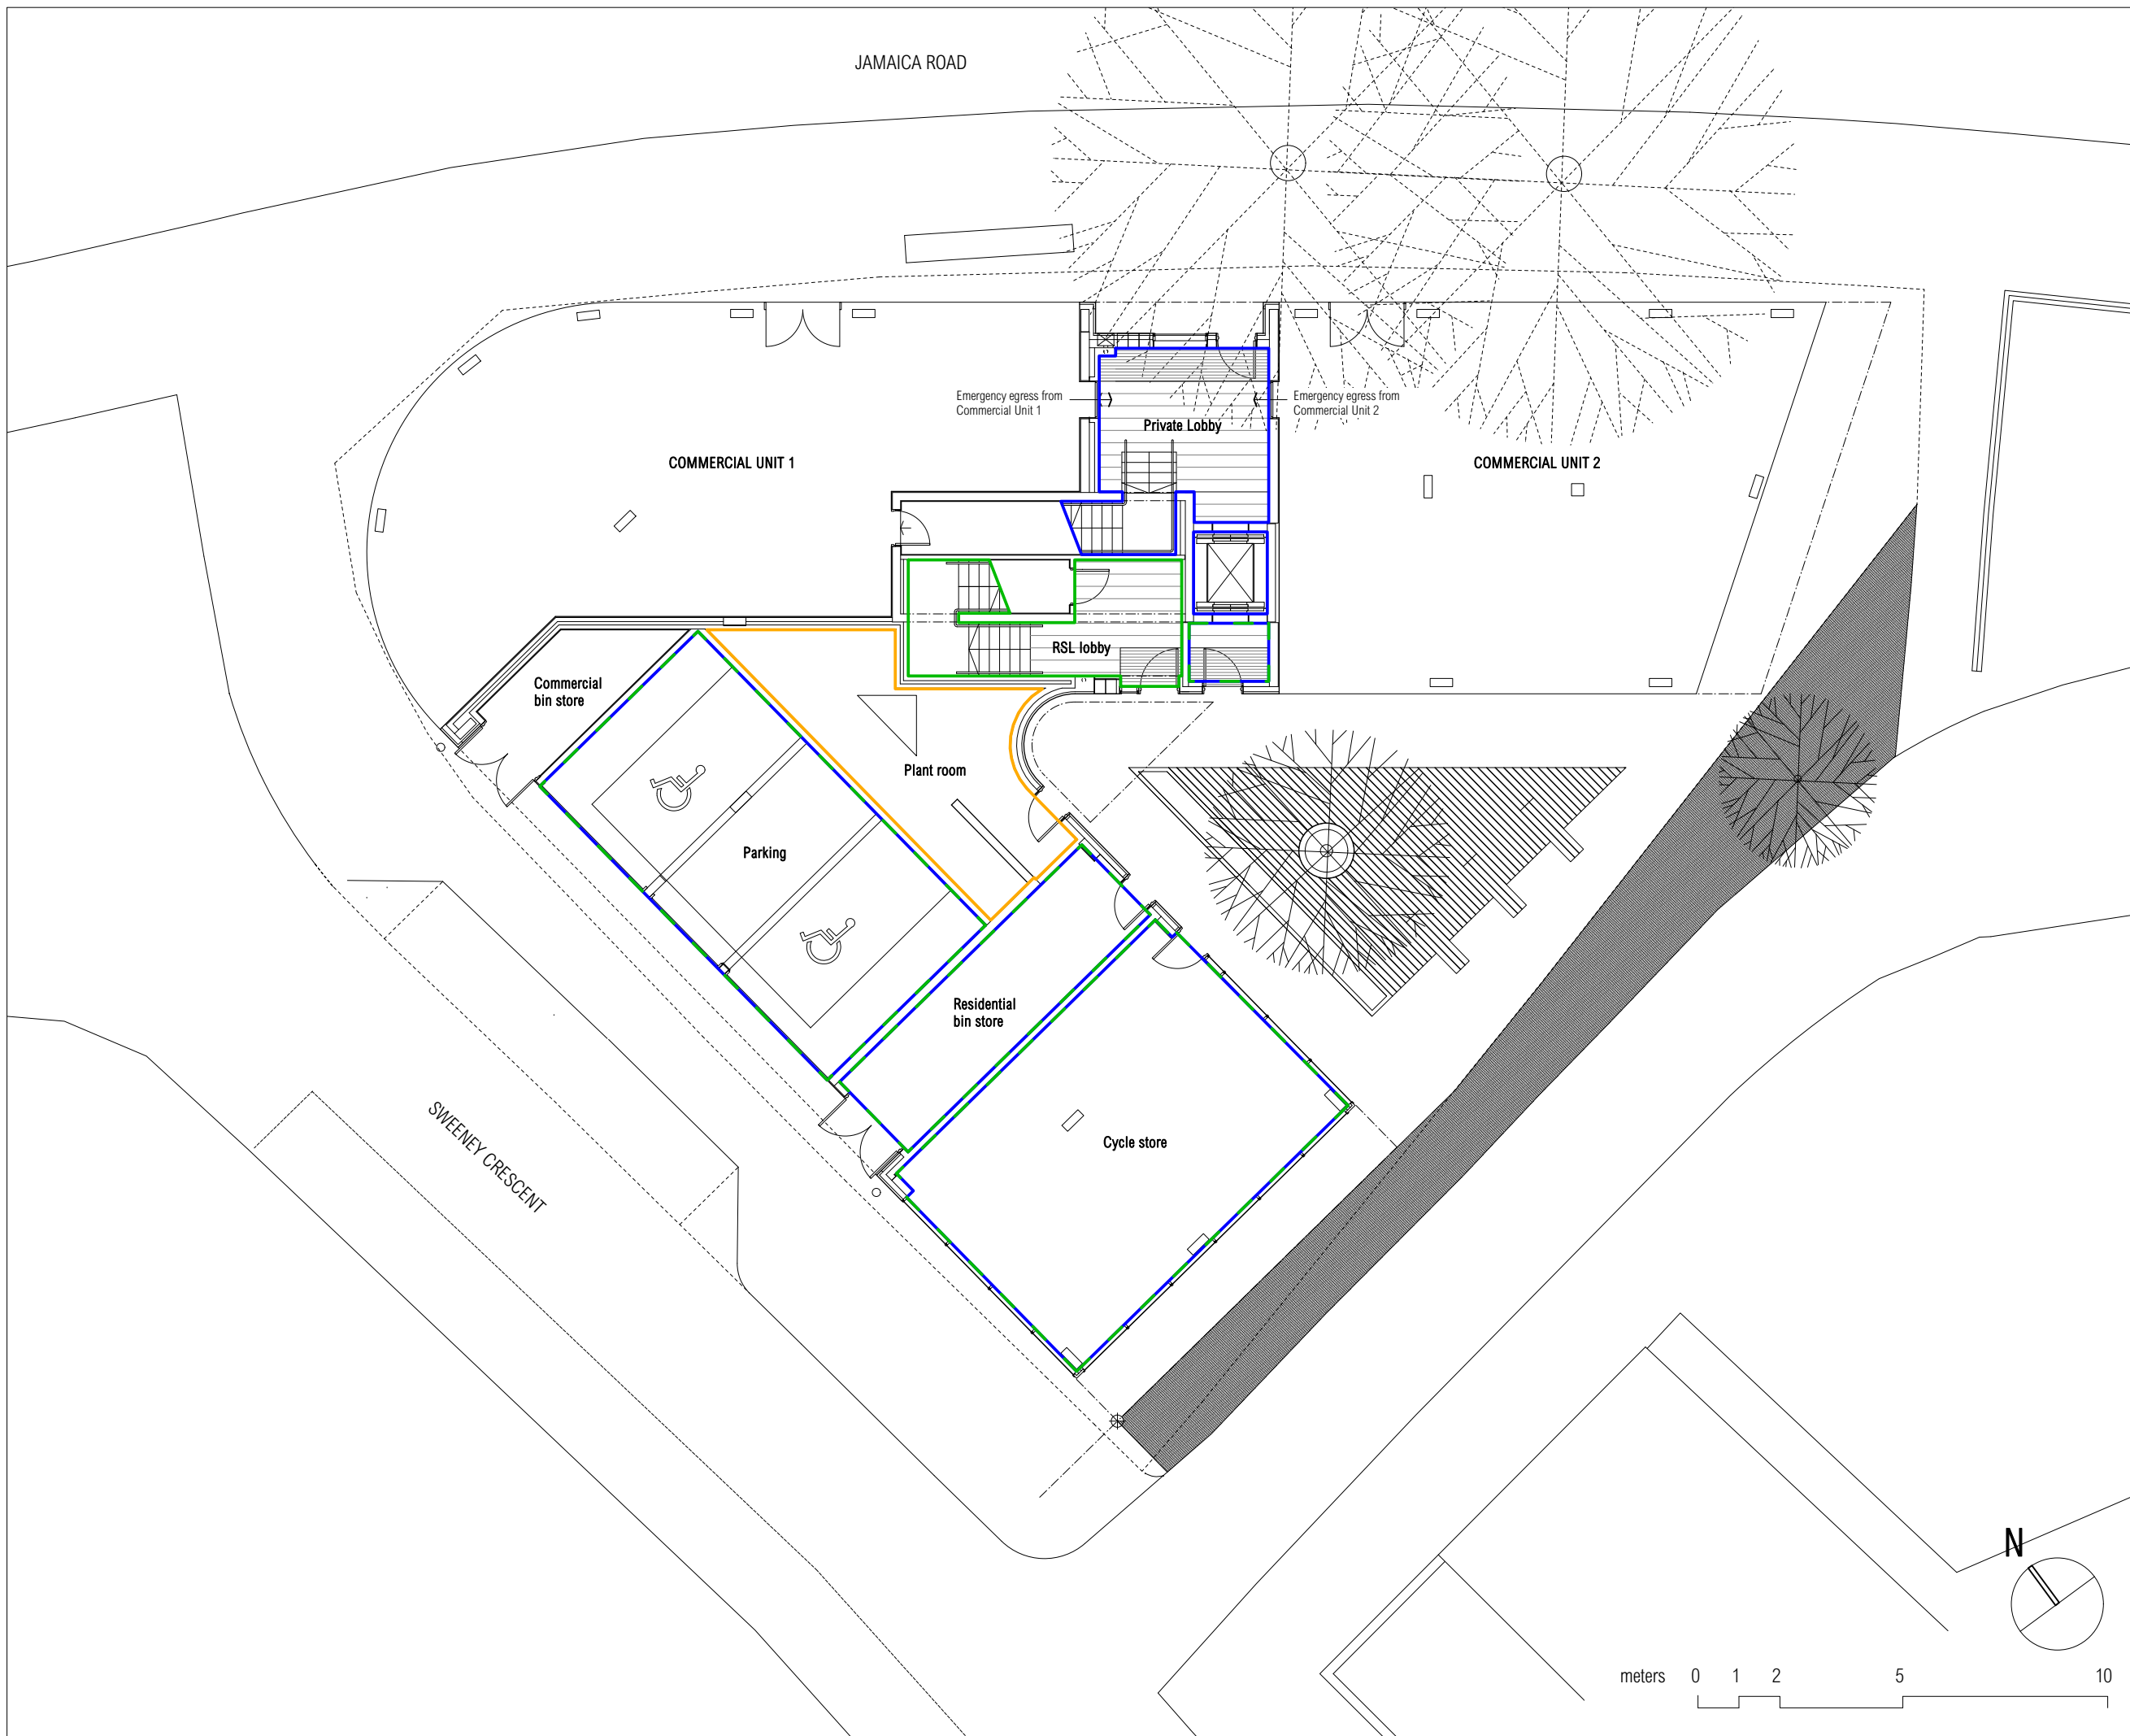 JAMAICA ROAD
Emergency egress from
Commercial Unit 1
Emergency egress from
Commercial Unit 2
Private Lobby
COMMERCIAL UNIT 1
COMMERCIAL UNIT 2
RSL lobby
Commercial
bin store
Plant room
Parking
Residential
bin store
Cycle store
SWEENEY CRESCENT
N
meters 0 1 2 5 10